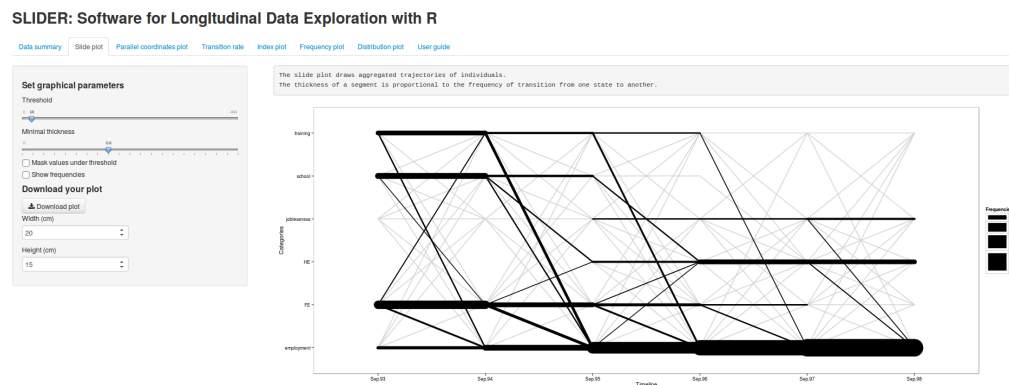 SLIDER: Software for Longitudinal Data Exploration with R
Data summary
Slide plot
Parallel coordinates plot
Transition rate
Index plot
Frequency plot
Distribution plot
User guide
Set graphical parameters
Threshold
Minimal thickness
Mask values under threshold
Show frequencies
Download your plot
Download plot
Width (cm)
20
Height (cm)
15
The slide plot draws aggregated trajectories of individuals.
The thickness of a segment is proportional to the frequency of transition from one state to another.
training
school
joblessness
HE
FE
employment
Categories
Sep.93
Sep.94
Sep.95
Sep.96
Sep.97
Sep.98
Timeline